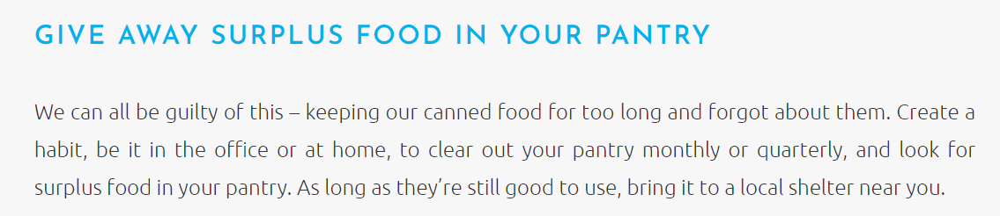 GIVE AWAY SURPLUS FOOD IN YOUR PANTRY
We can all be guilty of this – keeping our canned food for too long and forgot about them. Create a
habit, be it in the office or at home, to clear out your pantry monthly or quarterly, and look for
surplus food in your pantry. As long as they’re still good to use, bring it to a local shelter near you.